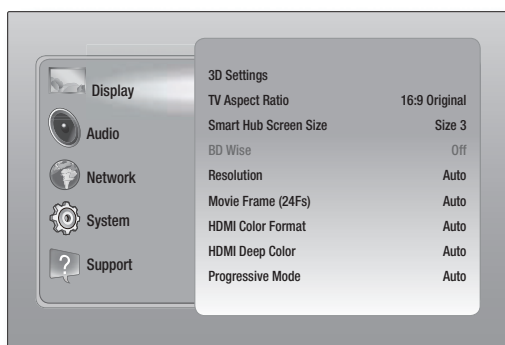 Display
Audio
Network
System
Support
3D Settings
TV Aspect Ratio 16:9 Original
Smart Hub Screen Size Size 3
BD Wise Off
Resolution Auto
Movie Frame (24Fs) Auto
HDMI Color Format Auto
HDMI Deep Color Auto
Progressive Mode Auto